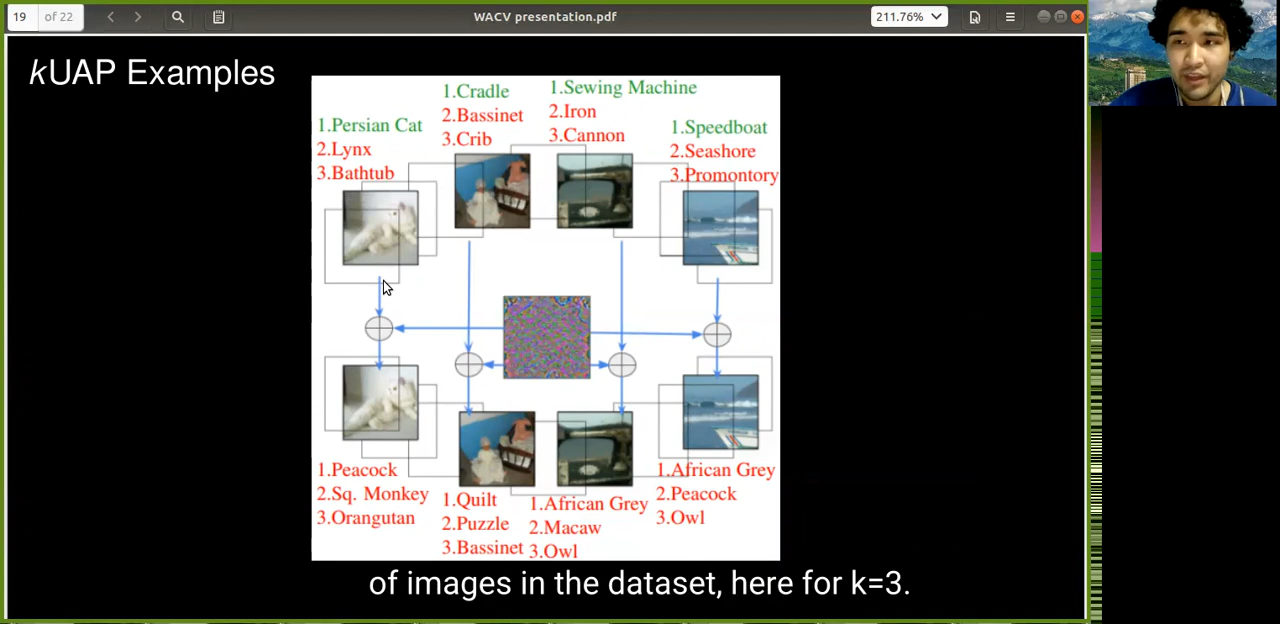 19 of 22
WACV presentation.pdf
211.76%
kUAP Examples
1.Persian Cat
2.Lynx
3.Bathtub
1.Cradle
2.Bassinet
3.Crib
1.Sewing Machine
2.Iron
3.Cannon
1.Speedboat
2.Seashore
3.Promontory
1.Peacock
2.Sq. Monkey
3.Orangutan
1.Quilt
2.Puzzle
3.Bassinet
1.African Grey
2.Macaw
3.Owl
1.African Grey
2.Peacock
3.Owl
of images in the dataset, here for k=3.